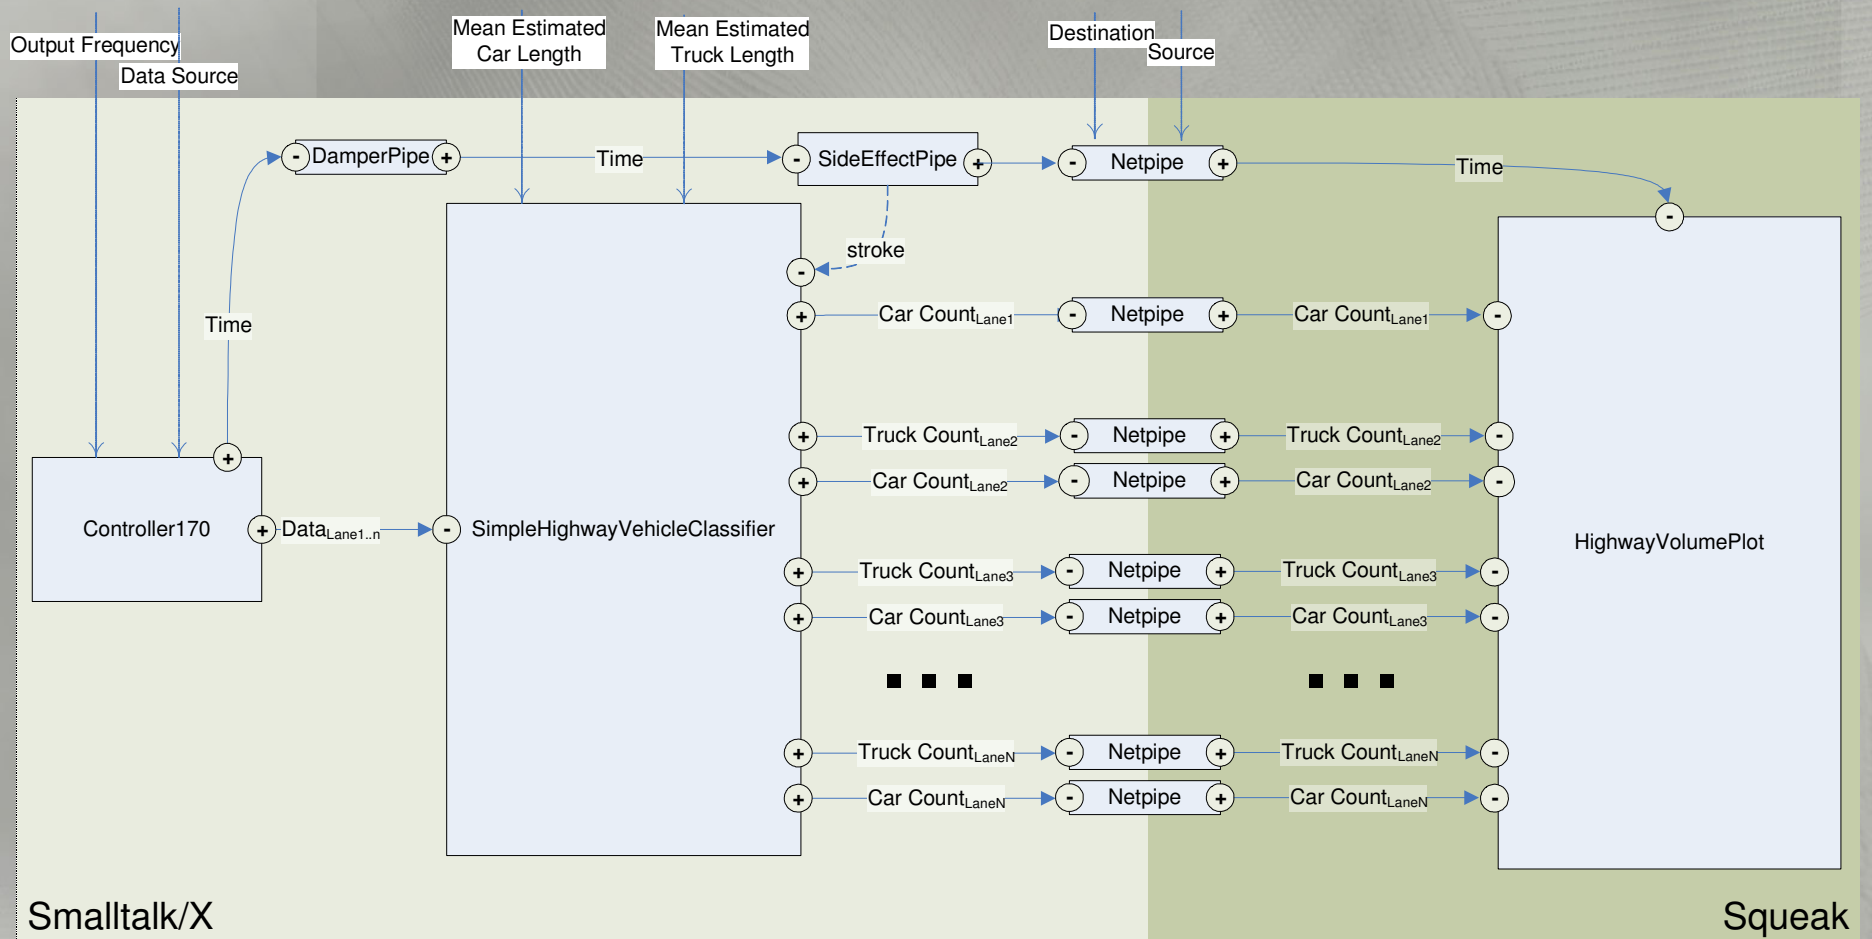 Output Frequency
Data Source
Mean Estimated
Car Length
Mean Estimated
Truck Length
Destination
Source
- DamperPipe +
Time
- SideEffectPipe +
- Netpipe +
Time
-
stroke
-
Time
+ Car CountLane1 - Netpipe + Car CountLane1 -
+ Truck CountLane2 - Netpipe + Truck CountLane2 -
+ Car CountLane2 - Netpipe + Car CountLane2 -
+
Controller170
+ DataLane1..n -
SimpleHighwayVehicleClassifier
HighwayVolumePlot
+ Truck CountLane3 - Netpipe + Truck CountLane3 -
+ Car CountLane3 - Netpipe + Car CountLane3 -
+ Truck CountLaneN - Netpipe + Truck CountLaneN -
+ Car CountLaneN - Netpipe + Car CountLaneN -
Smalltalk/X
Squeak